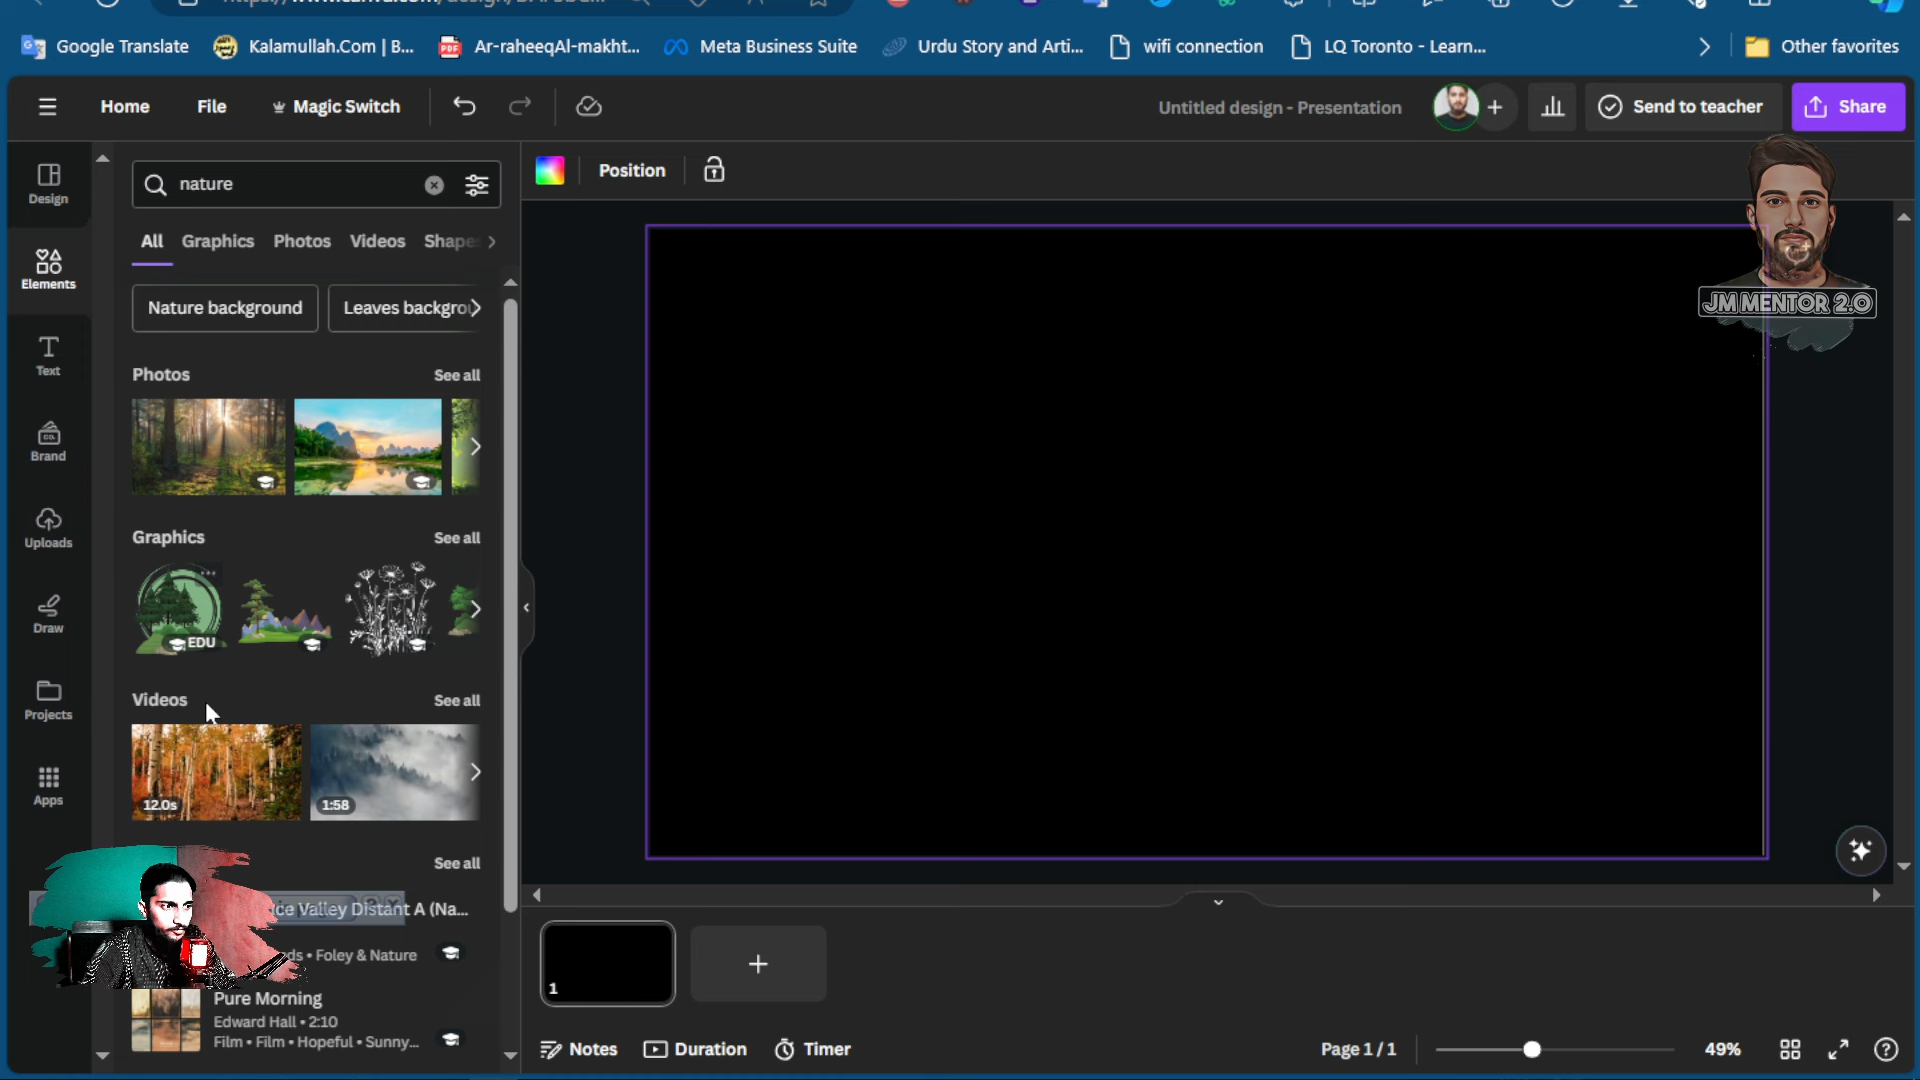 Google Translate
Kalamullah.Com | B...
Ar-raheeqAl-makht...
Meta Business Suite
Urdu Story and Arti...
wifi connection
LQ Toronto - Learn...
Other favorites
Home
File
Magic Switch
Untitled design - Presentation
Send to teacher
Share
Design
Elements
Text
Brand
Uploads
Draw
Projects
Apps
nature
Position
All
Graphics
Photos
Videos
Nature background
Leaves
Photos
See all
Graphics
See all
EDU
Videos
See all
12.0s
1:58
See all
Valley Distant A (Na...
• Foley & Nature
Pure Morning
Edward Hall • 2:10
Film • Film • Hopeful • Sunny...
JM MENTOR 2.0
1
Notes
Duration
Timer
Page 1 / 1
49%